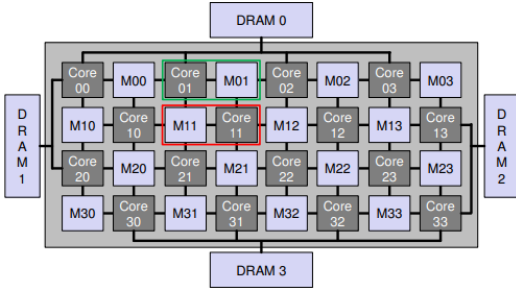 DRAM 0
Core 00 M00 Core 01 M01 Core 02 M02 Core 03 M03
D R A M 1
M10 Core 10 M11 Core 11 M12 Core 12 M13 Core 13
D R A M 2
Core 20 M20 Core 21 M21 Core 22 M22 Core 23 M23
M30 Core 30 M31 Core 31 M32 Core 32 M33 Core 33
DRAM 3